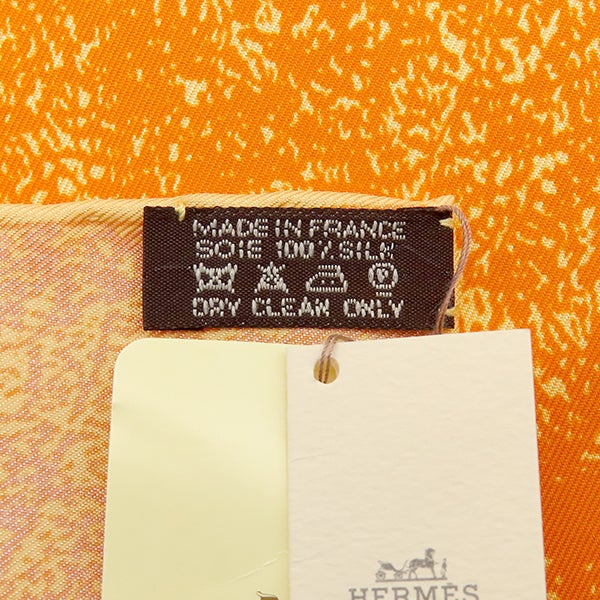 MADE IN FRANCE
SOIE 100% SILK
DRY CLEAN ONLY
HERMÈS